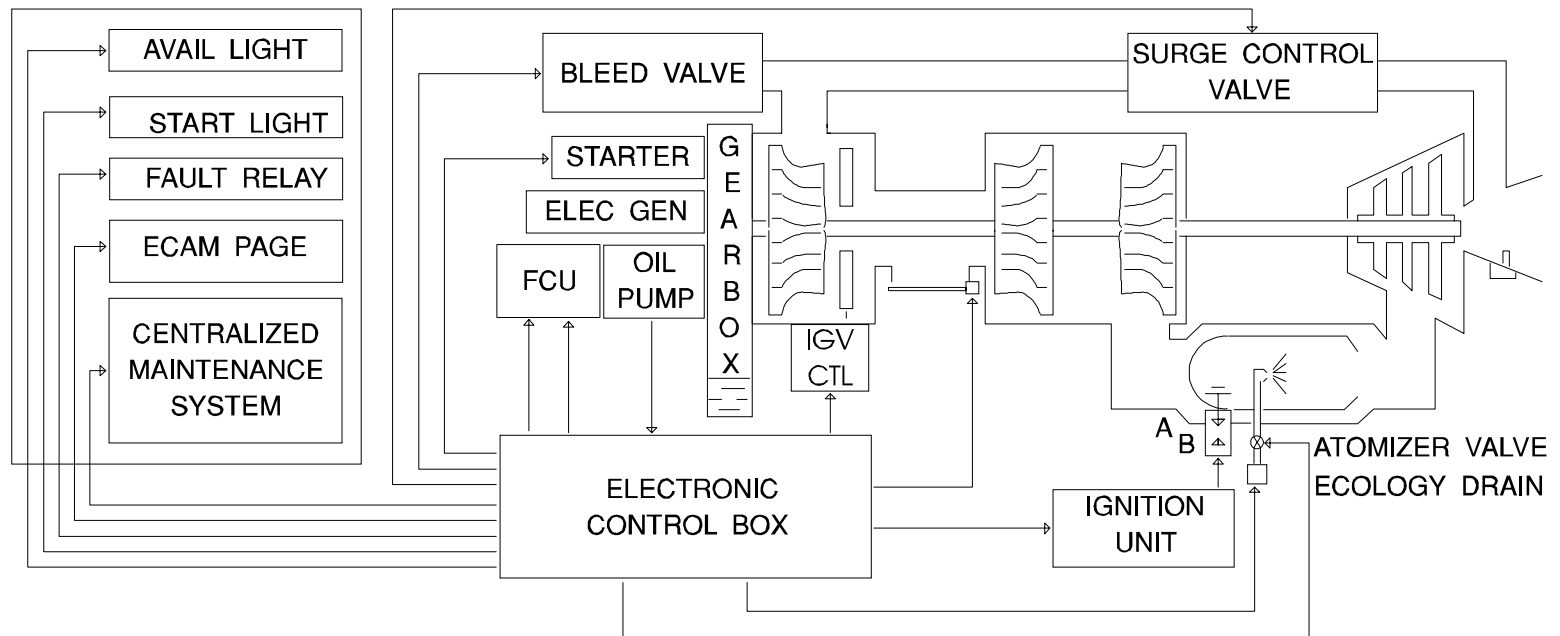 AVAIL LIGHT
START LIGHT
FAULT RELAY
ECAM PAGE
CENTRALIZED
MAINTENANCE
SYSTEM
BLEED VALVE
STARTER
ELEC GEN
FCU
OIL
PUMP
GEARBOX
IGV
CTL
SURGE CONTROL
VALVE
ELECTRONIC
CONTROL BOX
IGNITION
UNIT
A
B
ATOMIZER VALVE
ECOLOGY DRAIN